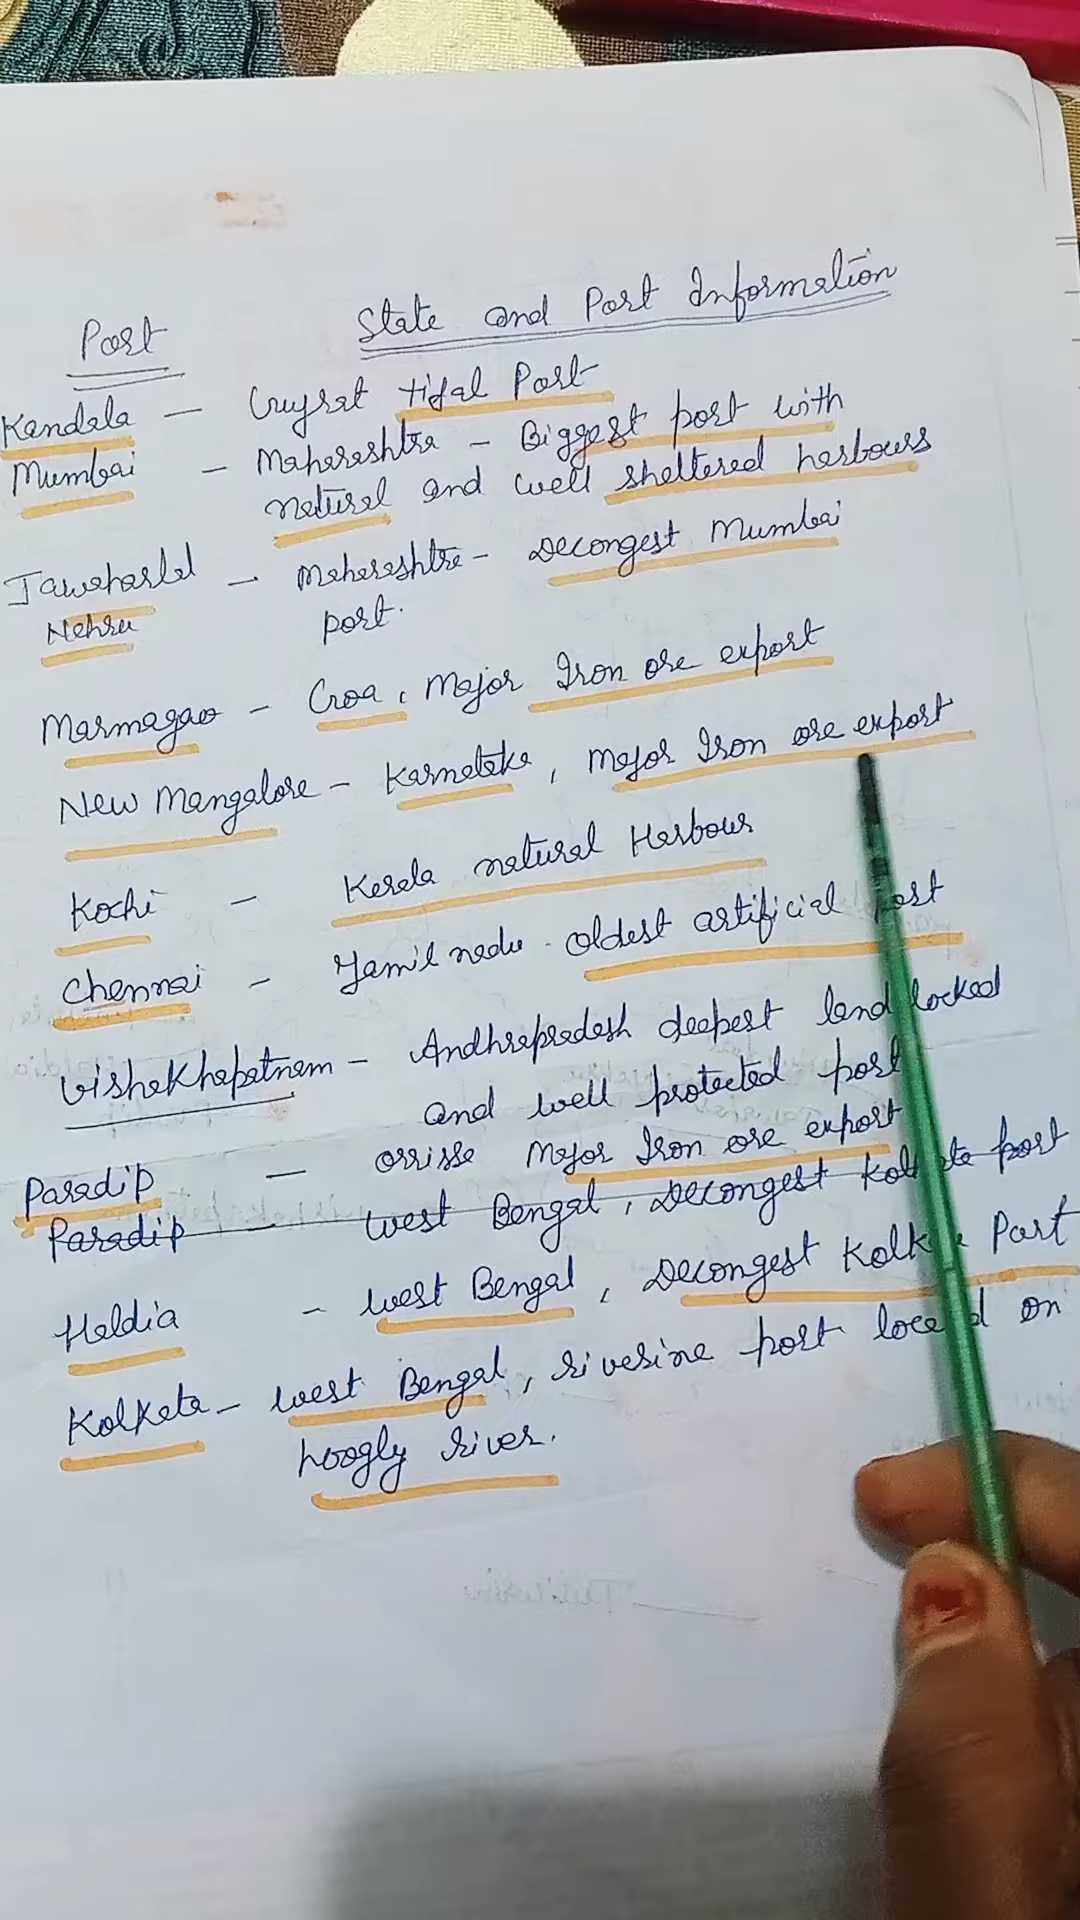 Port State and Port Information
Kandala — Gujrat tifal Port
Mumbai - Maharashtra - Biggest port with
natural and well sheltered harbours
Jawaharlal - Maharashtra - Decongest Mumbai
Nehru port.
Marmagao - Goa, Major Iron ore export
New Mangalore - Karnataka, Major Iron ore export
Kochi - Kerala natural Harbour
Chennai - Tamil nadu - oldest artificial port
Vishakhapatnam - Andhrapradesh deepest land locked
and well protected port
Paradip — orrissa Major Iron ore export
Paradip - west Bengal, Decongest Kolkata port
Haldia - west Bengal, Decongest Kolkata Port
Kolkata - west Bengal, riverine port located on
hoogly river.